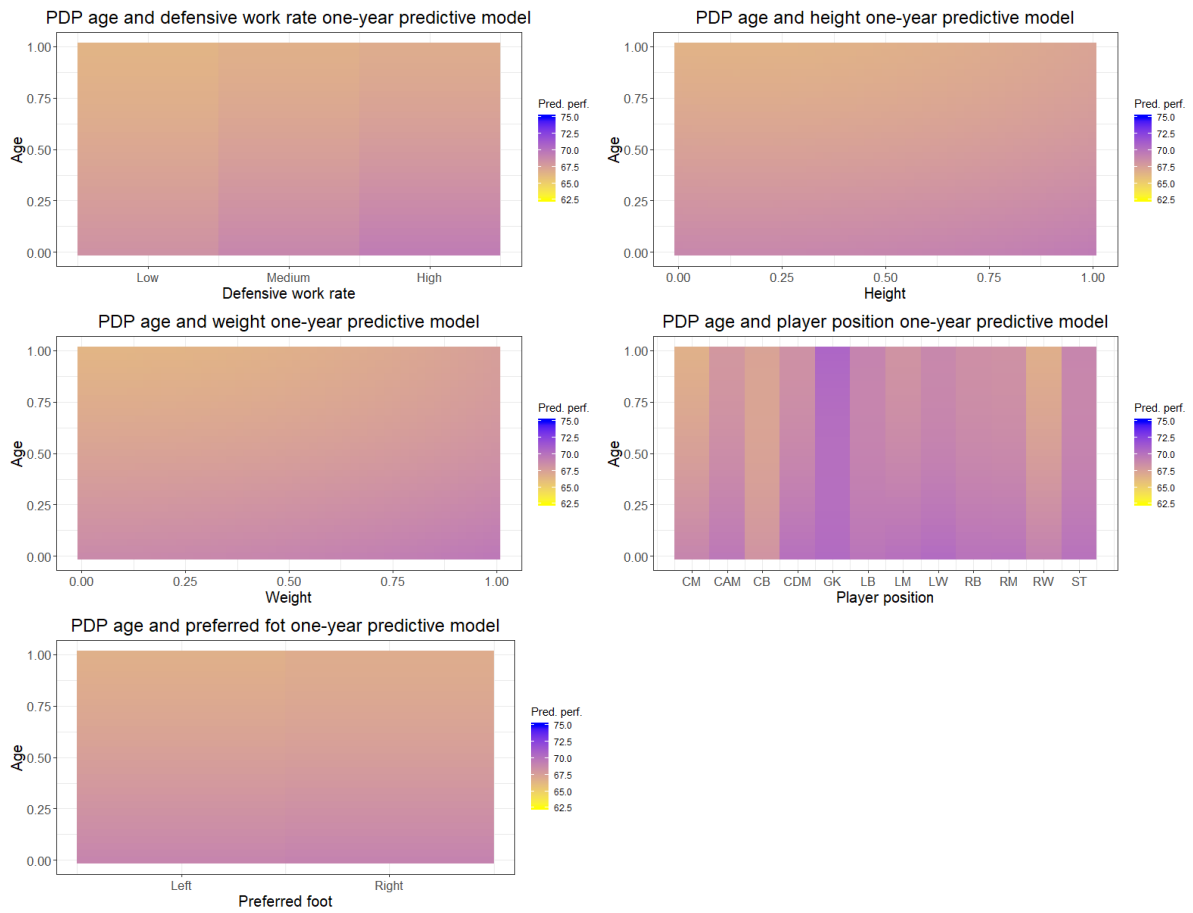 PDP age and defensive work rate one-year predictive model
1.00
0.75
0.50
0.25
0.00
Age
Low Medium High
Defensive work rate
Pred. perf.
75.0
72.5
70.0
67.5
65.0
62.5
PDP age and height one-year predictive model
1.00
0.75
0.50
0.25
0.00
Age
0.00 0.25 0.50 0.75 1.00
Height
Pred. perf.
75.0
72.5
70.0
67.5
65.0
62.5
PDP age and weight one-year predictive model
1.00
0.75
0.50
0.25
0.00
Age
0.00 0.25 0.50 0.75 1.00
Weight
Pred. perf.
75.0
72.5
70.0
67.5
65.0
62.5
PDP age and player position one-year predictive model
1.00
0.75
0.50
0.25
0.00
Age
CM CAM CB CDM GK LB LM LW RB RM RW ST
Player position
Pred. perf.
75.0
72.5
70.0
67.5
65.0
62.5
PDP age and preferred fot one-year predictive model
1.00
0.75
0.50
0.25
0.00
Age
Left Right
Preferred foot
Pred. perf.
75.0
72.5
70.0
67.5
65.0
62.5